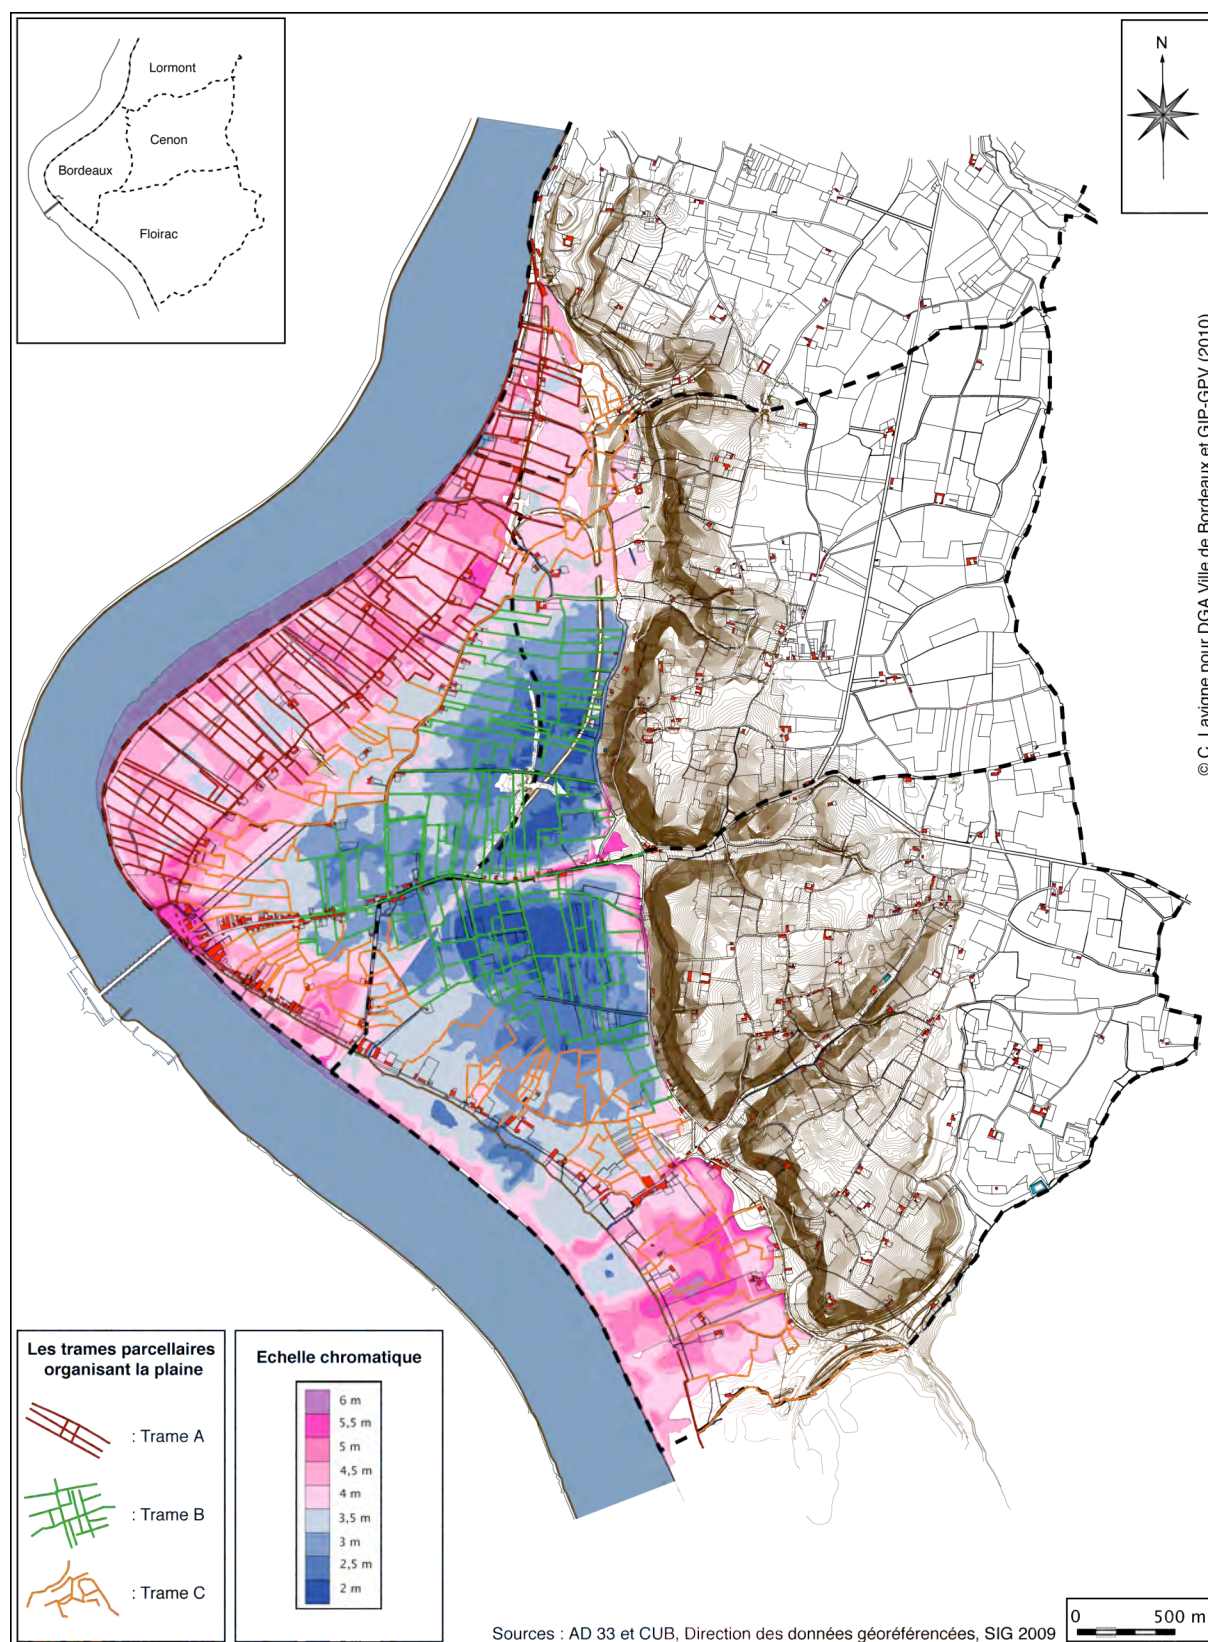 Lormont
Cenon
Bordeaux
Floirac
N
© C. Lavigne pour DGA Ville de Bordeaux et GIP-GPV (2010)
Les trames parcellaires
organisant la plaine
: Trame A
: Trame B
: Trame C
Echelle chromatique
6 m
5,5 m
5 m
4,5 m
4 m
3,5 m
3 m
2,5 m
2 m
Sources : AD 33 et CUB, Direction des données géoréférencées, SIG 2009
0 500 m